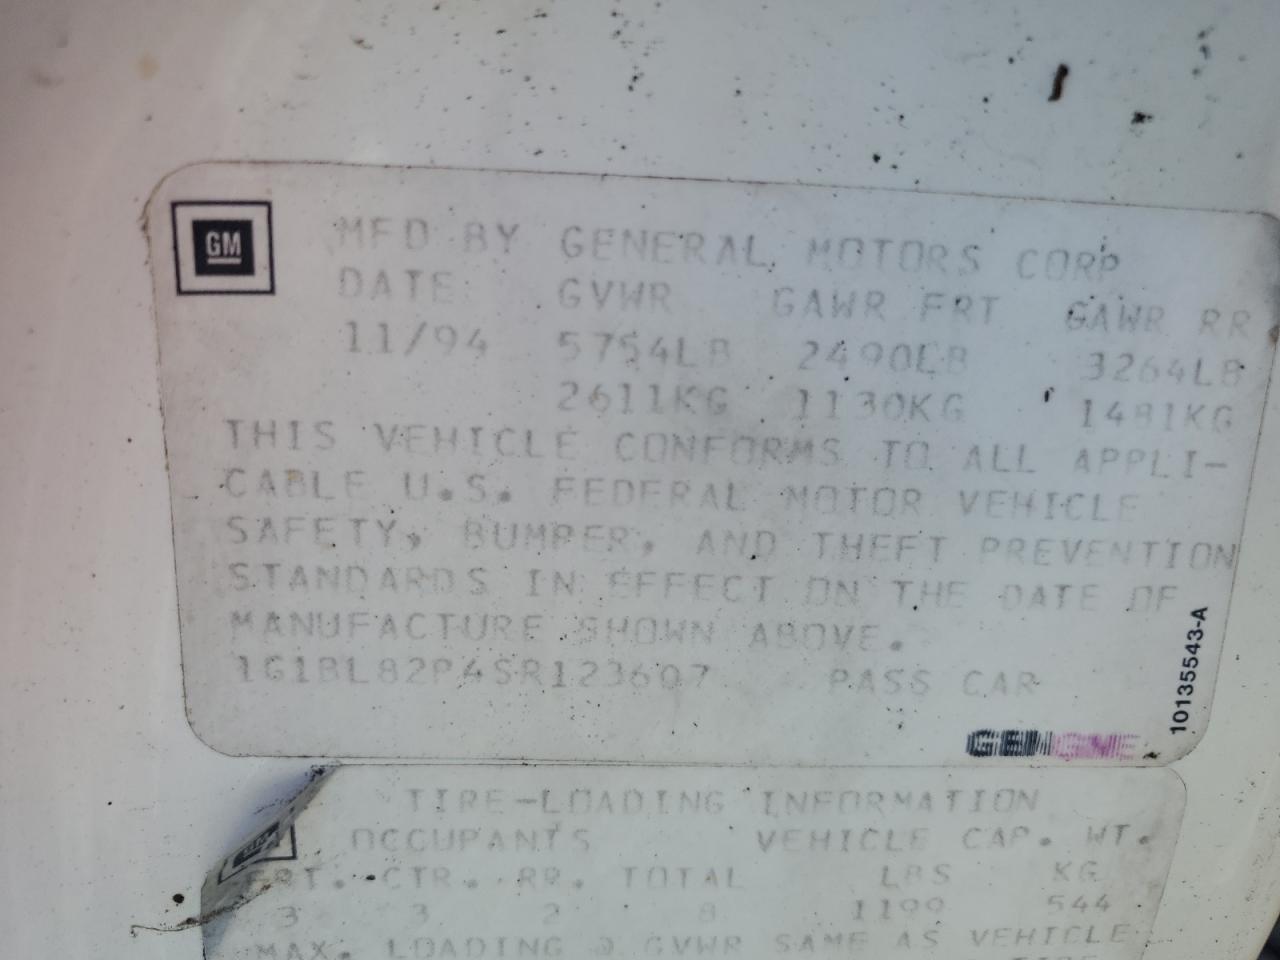 GM
MFD BY GENERAL MOTORS CORP
DATE GVWR GAWR FRT GAWR RR
11/94 5754LB 2490LB 3264LB
2611KG 1130KG 1481KG
THIS VEHICLE CONFORMS TO ALL APPLI-
CABLE U.S. FEDERAL MOTOR VEHICLE
SAFETY, BUMPER, AND THEFT PREVENTION
STANDARDS IN EFFECT ON THE DATE OF
MANUFACTURE SHOWN ABOVE.
1G1BL82P4SR123607 PASS CAR
10135543-A
TIRE-LOADING INFORMATION
OCCUPANTS VEHICLE CAP. WT.
FRT. CTR. RR. TOTAL LBS KG
3 3 2 8 1199 544
MAX. LOADING @ GVWR SAME AS VEHICLE
TIRE